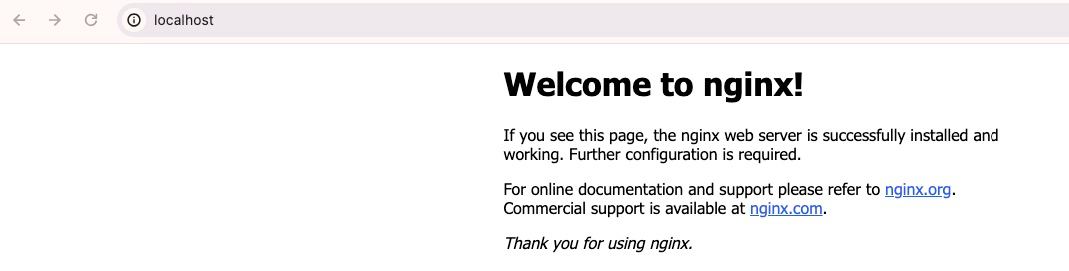 localhost
Welcome to nginx!
If you see this page, the nginx web server is successfully installed and
working. Further configuration is required.
For online documentation and support please refer to nginx.org.
Commercial support is available at nginx.com.
Thank you for using nginx.